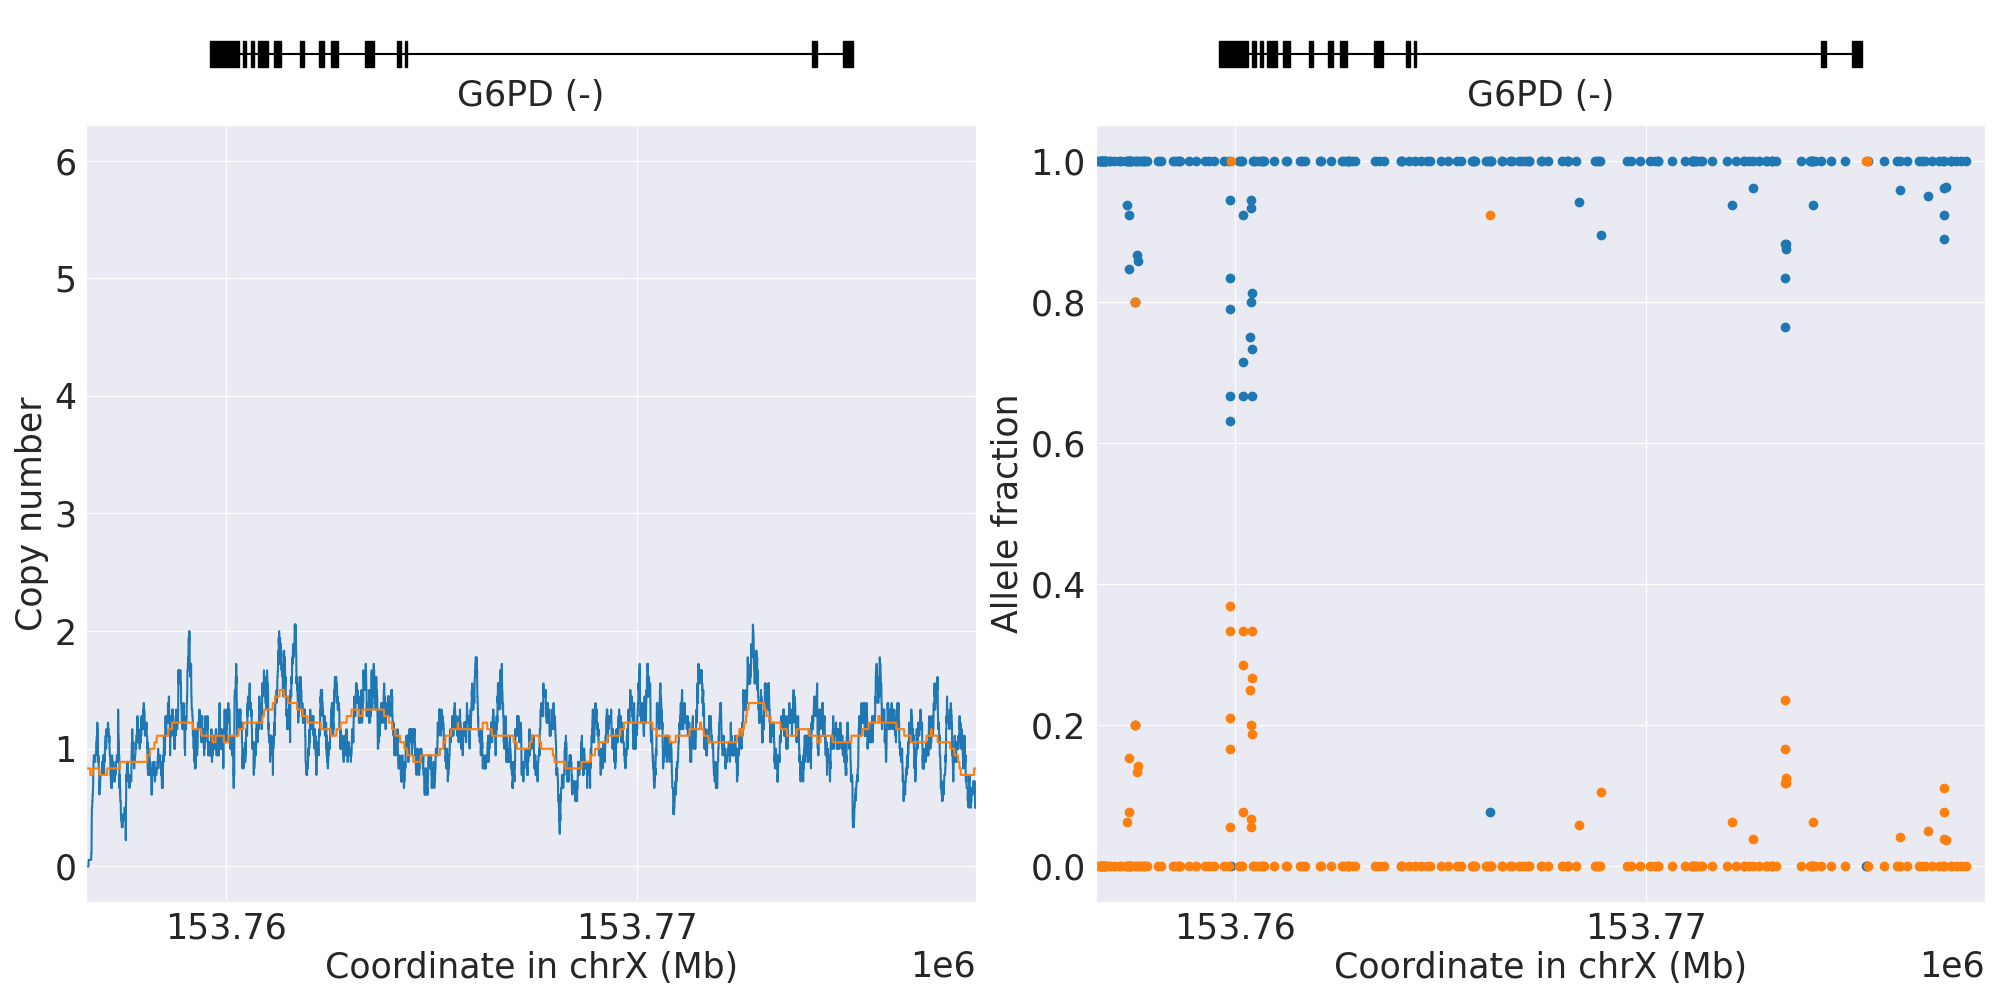 G6PD (-)
6
5
4
3
2
1
0
Copy number
153.76
153.77
Coordinate in chrX (Mb)
1e6
G6PD (-)
1.0
0.8
0.6
0.4
0.2
0.0
Allele fraction
153.76
153.77
Coordinate in chrX (Mb)
1e6